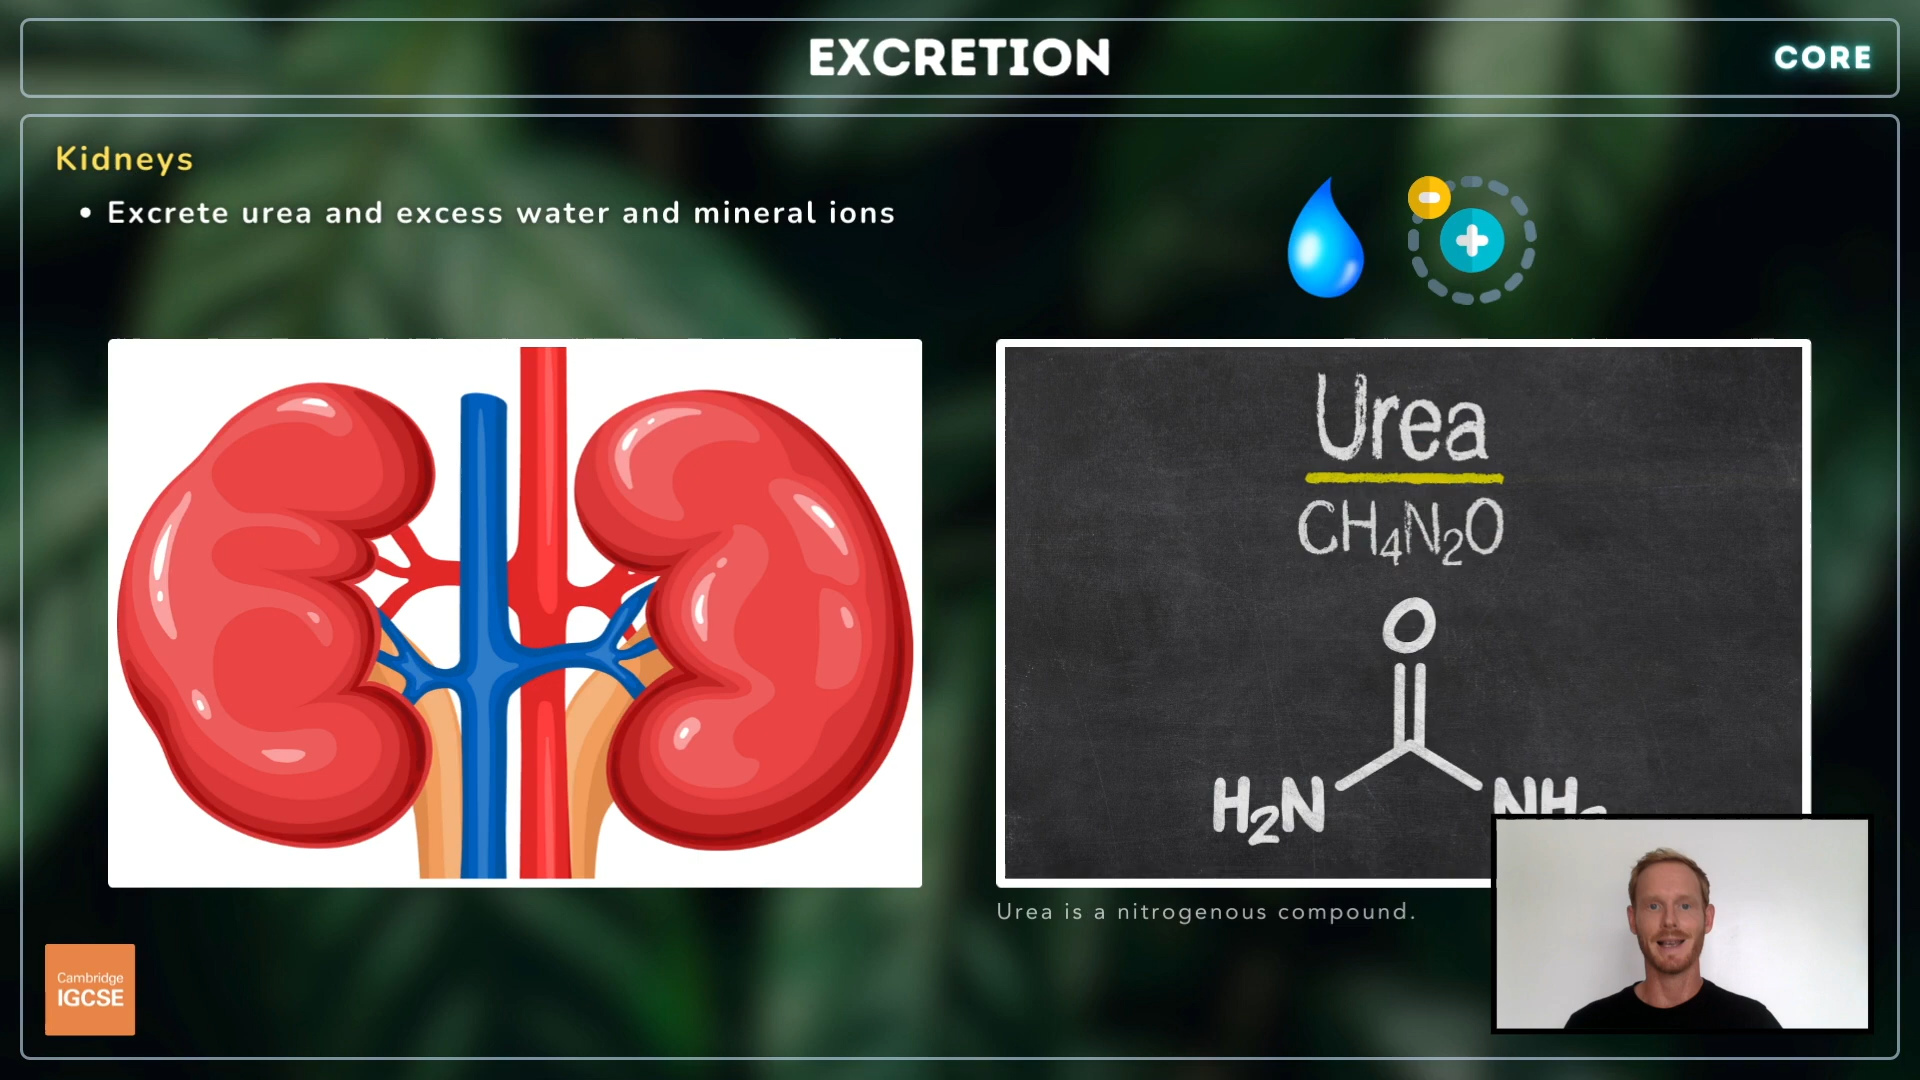 EXCRETION
CORE
Kidneys
• Excrete urea and excess water and mineral ions
Urea
CH4N2O
O
H2N
NH2
Urea is a nitrogenous compound.
Cambridge
IGCSE